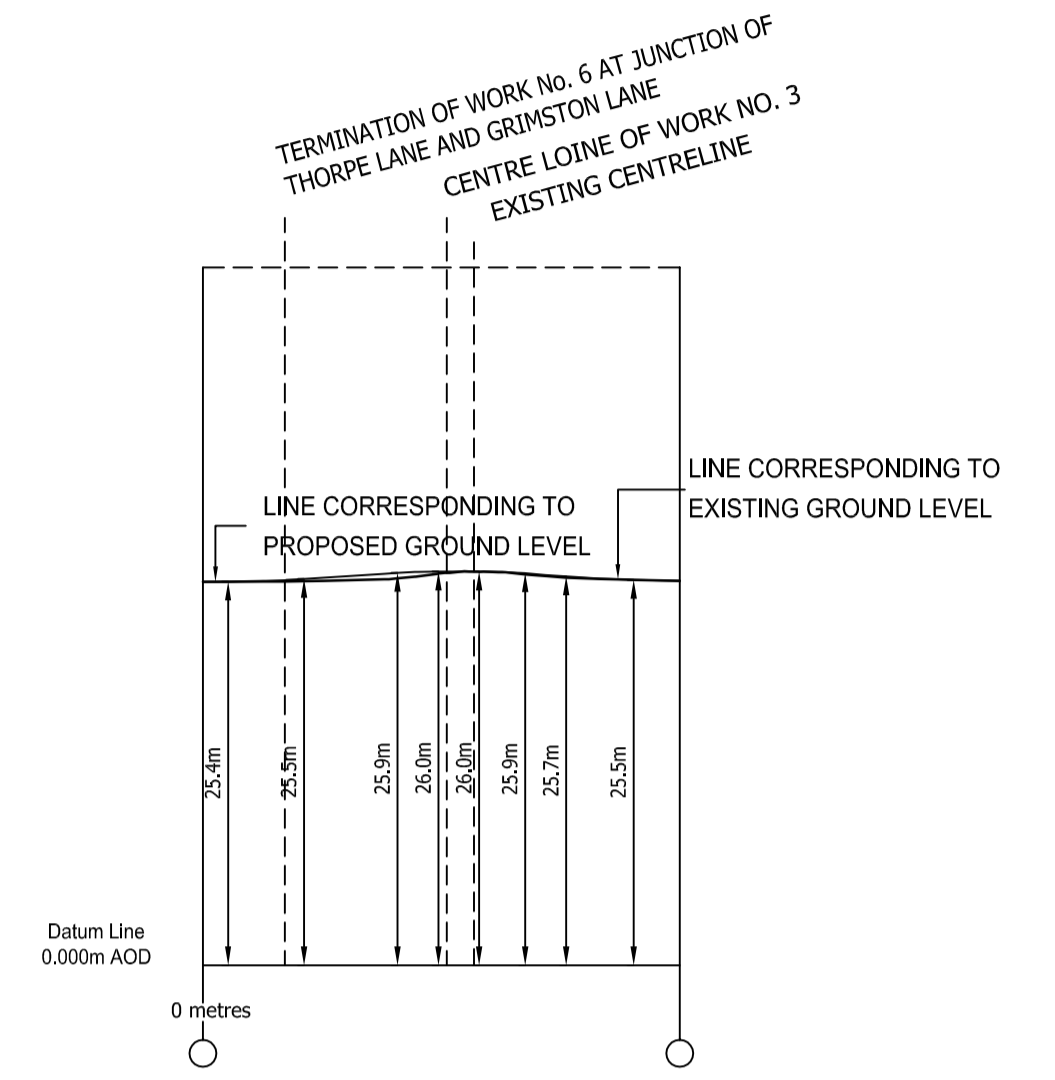 TERMINATION OF WORK No. 6 AT JUNCTION OF
THORPE LANE AND GRIMSTON LANE
CENTRE LOINE OF WORK NO. 3
EXISTING CENTRELINE
LINE CORRESPONDING TO
EXISTING GROUND LEVEL
LINE CORRESPONDING TO
PROPOSED GROUND LEVEL
25.4m
25.5m
25.9m
26.0m
26.0m
25.9m
25.7m
25.5m
Datum Line
0.000m AOD
0 metres